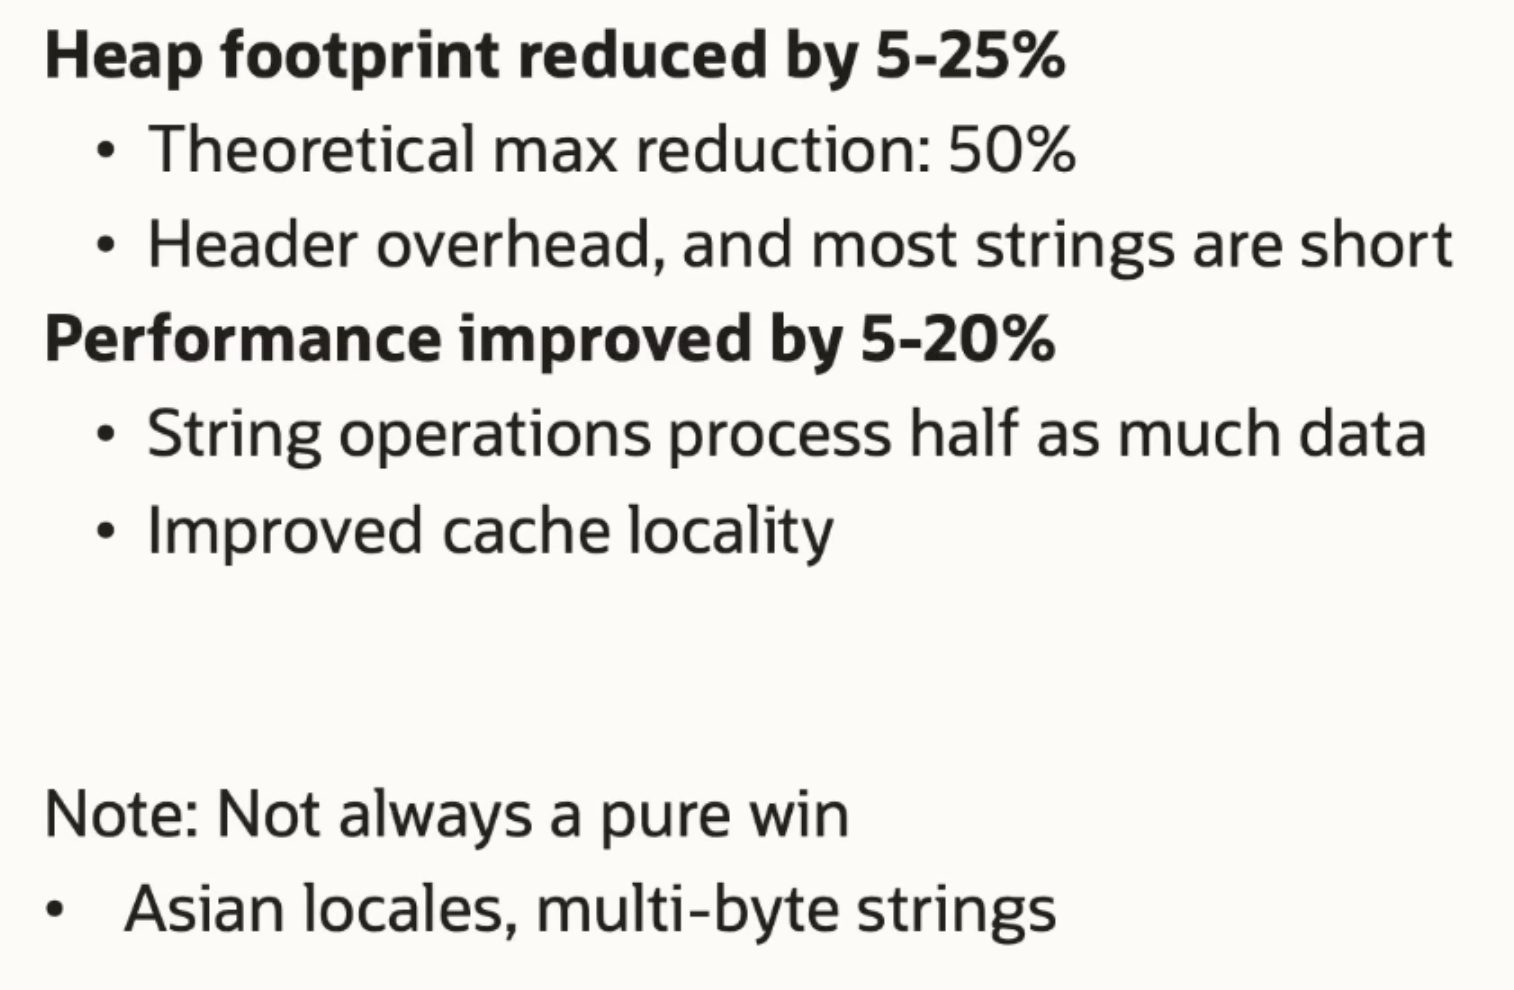 Heap footprint reduced by 5-25%
• Theoretical max reduction: 50%
• Header overhead, and most strings are short
Performance improved by 5-20%
• String operations process half as much data
• Improved cache locality
Note: Not always a pure win
• Asian locales, multi-byte strings